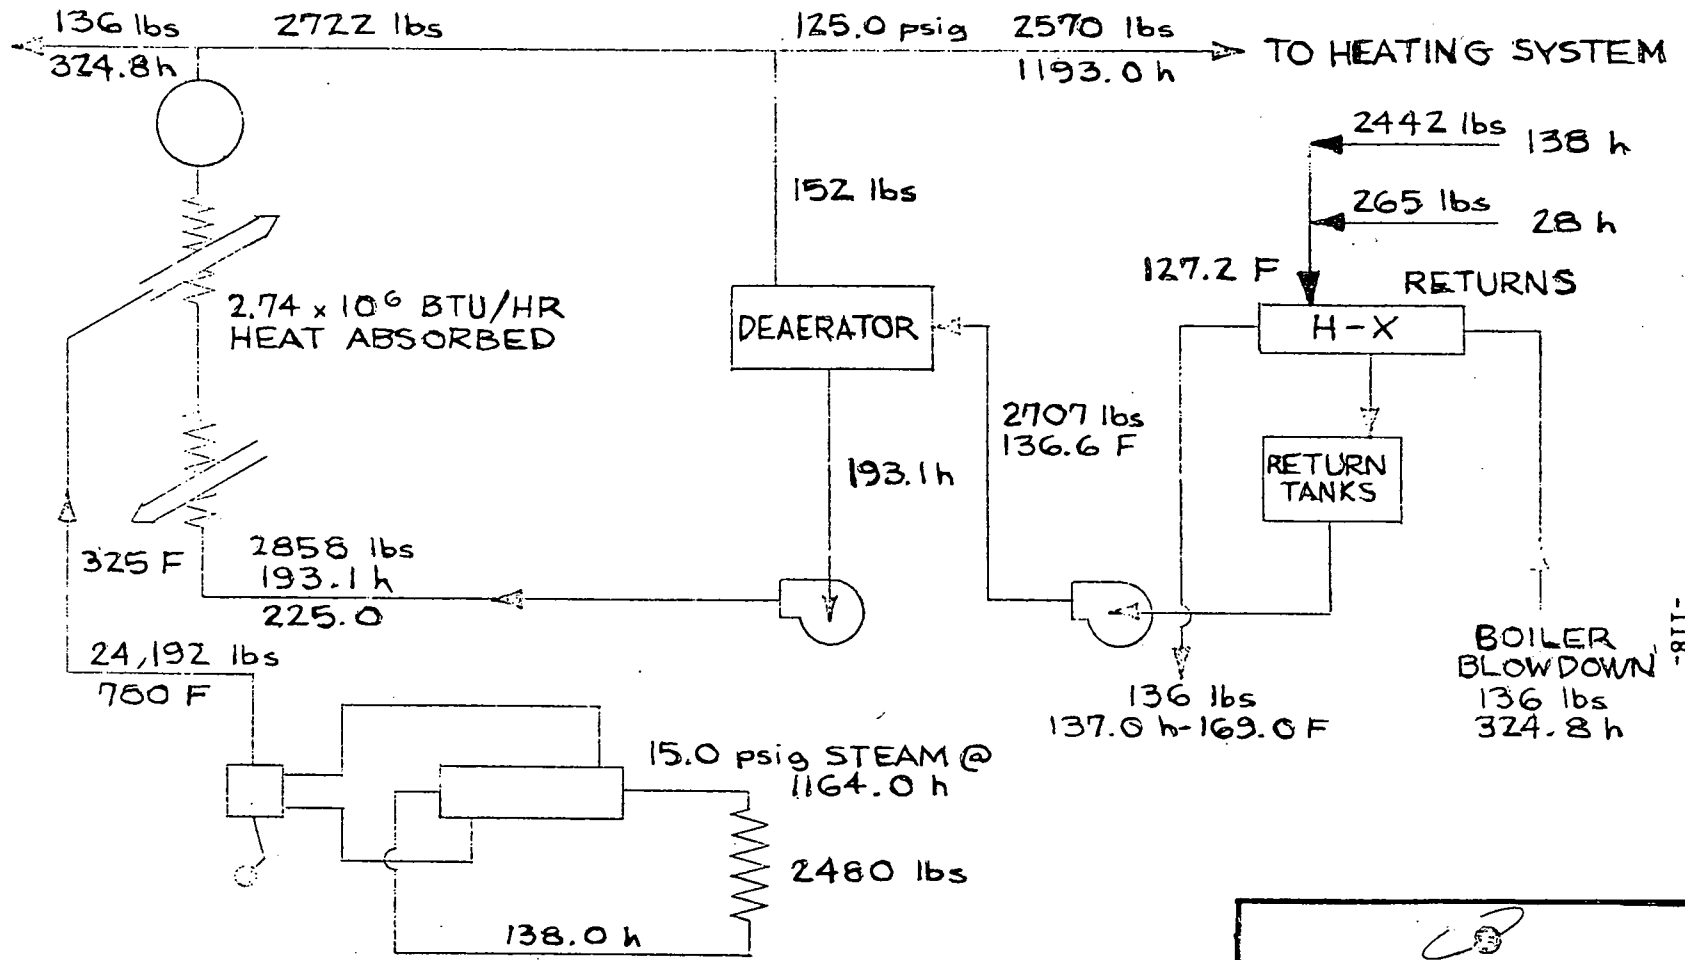 136 lbs
324.8 h
2722 lbs
125.0 psig
2570 lbs
1193.0 h
TO HEATING SYSTEM
2442 lbs
138 h
265 lbs
28 h
152 lbs
127.2 F
RETURNS
H-X
2.74 x 10⁶ BTU/HR
HEAT ABSORBED
DEAERATOR
2707 lbs
136.6 F
RETURN
TANKS
193.1 h
325 F
2858 lbs
193.1 h
225.0
24,192 lbs
780 F
136 lbs
137.0 h-169.0 F
BOILER
BLOWDOWN
136 lbs
324.8 h
-118-
15.0 psig STEAM @
1164.0 h
2480 lbs
138.0 h